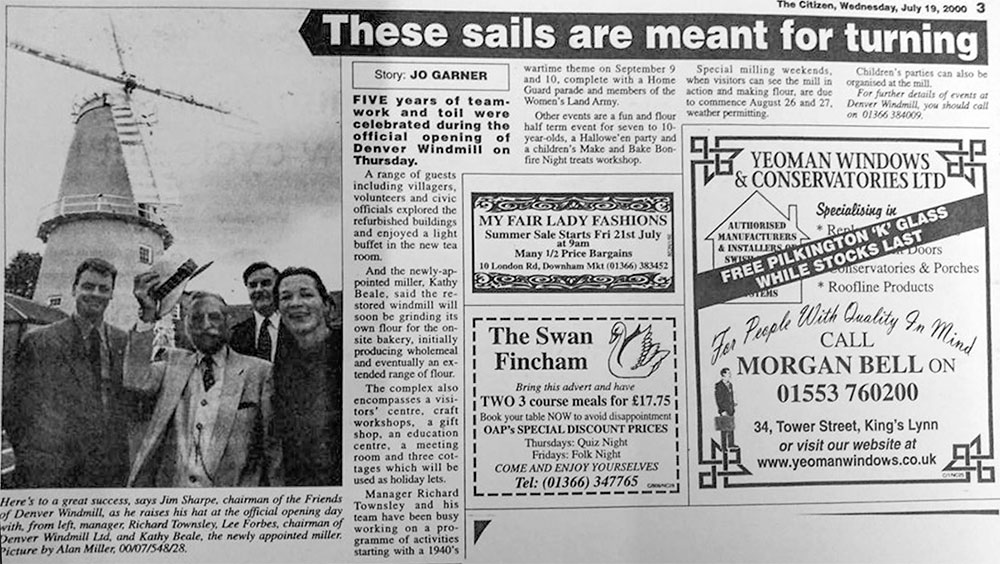 The Citizen, Wednesday, July 19, 2000 3
These sails are meant for turning
Story: JO GARNER
FIVE years of team-
work and toil were
celebrated during the
official opening of
Denver Windmill on
Thursday.
A range of guests
including villagers,
volunteers and civic
officials explored the
refurbished buildings
and enjoyed a light
buffet in the new tea
room.
And the newly-ap-
pointed miller, Kathy
Beale, said the re-
stored windmill will
soon be grinding its
own flour for the on-
site bakery, initially
producing wholemeal
and eventually an ex-
tended range of flour.
The complex also
encompasses a visi-
tors' centre, craft
workshops, a gift
shop, an education
centre, a meeting
room and three cot-
tages which will be
used as holiday lets.
Manager Richard
Townsley and his
team have been busy
working on a pro-
gramme of activities
starting with a 1940's
wartime theme on September 9
and 10, complete with a Home
Guard parade and members of the
Women's Land Army.
Other events are a fun and flour
half term event for seven to 10-
year-olds, a Hallowe'en party and
a children's Make and Bake Bon-
fire Night treats workshop.
Special milling weekends,
when visitors can see the mill in
action and making flour, are due
to commence August 26 and 27,
weather permitting.
Children's parties can also be
organised at the mill.
For further details of events at
Denver Windmill, you should call
on 01366 384009.
Here's to a great success, says Jim Sharpe, chairman of the Friends
of Denver Windmill, as he raises his hat at the official opening day
with, from left, manager, Richard Townsley, Lee Forbes, chairman of
Denver Windmill Ltd, and Kathy Beale, the newly appointed miller.
Picture by Alan Miller, 00/07/548/28.
MY FAIR LADY FASHIONS
Summer Sale Starts Fri 21st July
at 9am
Many 1/2 Price Bargains
10 London Rd, Downham Mkt (01366) 383452
The Swan
Fincham
Bring this advert and have
TWO 3 course meals for £17.75
Book your table NOW to avoid disappointment
OAP's SPECIAL DISCOUNT PRICES
Thursdays: Quiz Night
Fridays: Folk Night
COME AND ENJOY YOURSELVES
Tel: (01366) 347765
YEOMAN WINDOWS
& CONSERVATORIES LTD
AUTHORISED
MANUFACTURERS
& INSTALLERS
Specialising in
FREE PILKINGTON 'K' GLASS
WHILE STOCKS LAST
Doors
Conservatories & Porches
* Roofline Products
For People With Quality In Mind
CALL
MORGAN BELL ON
01553 760200
34, Tower Street, King's Lynn
or visit our website at
www.yeomanwindows.co.uk